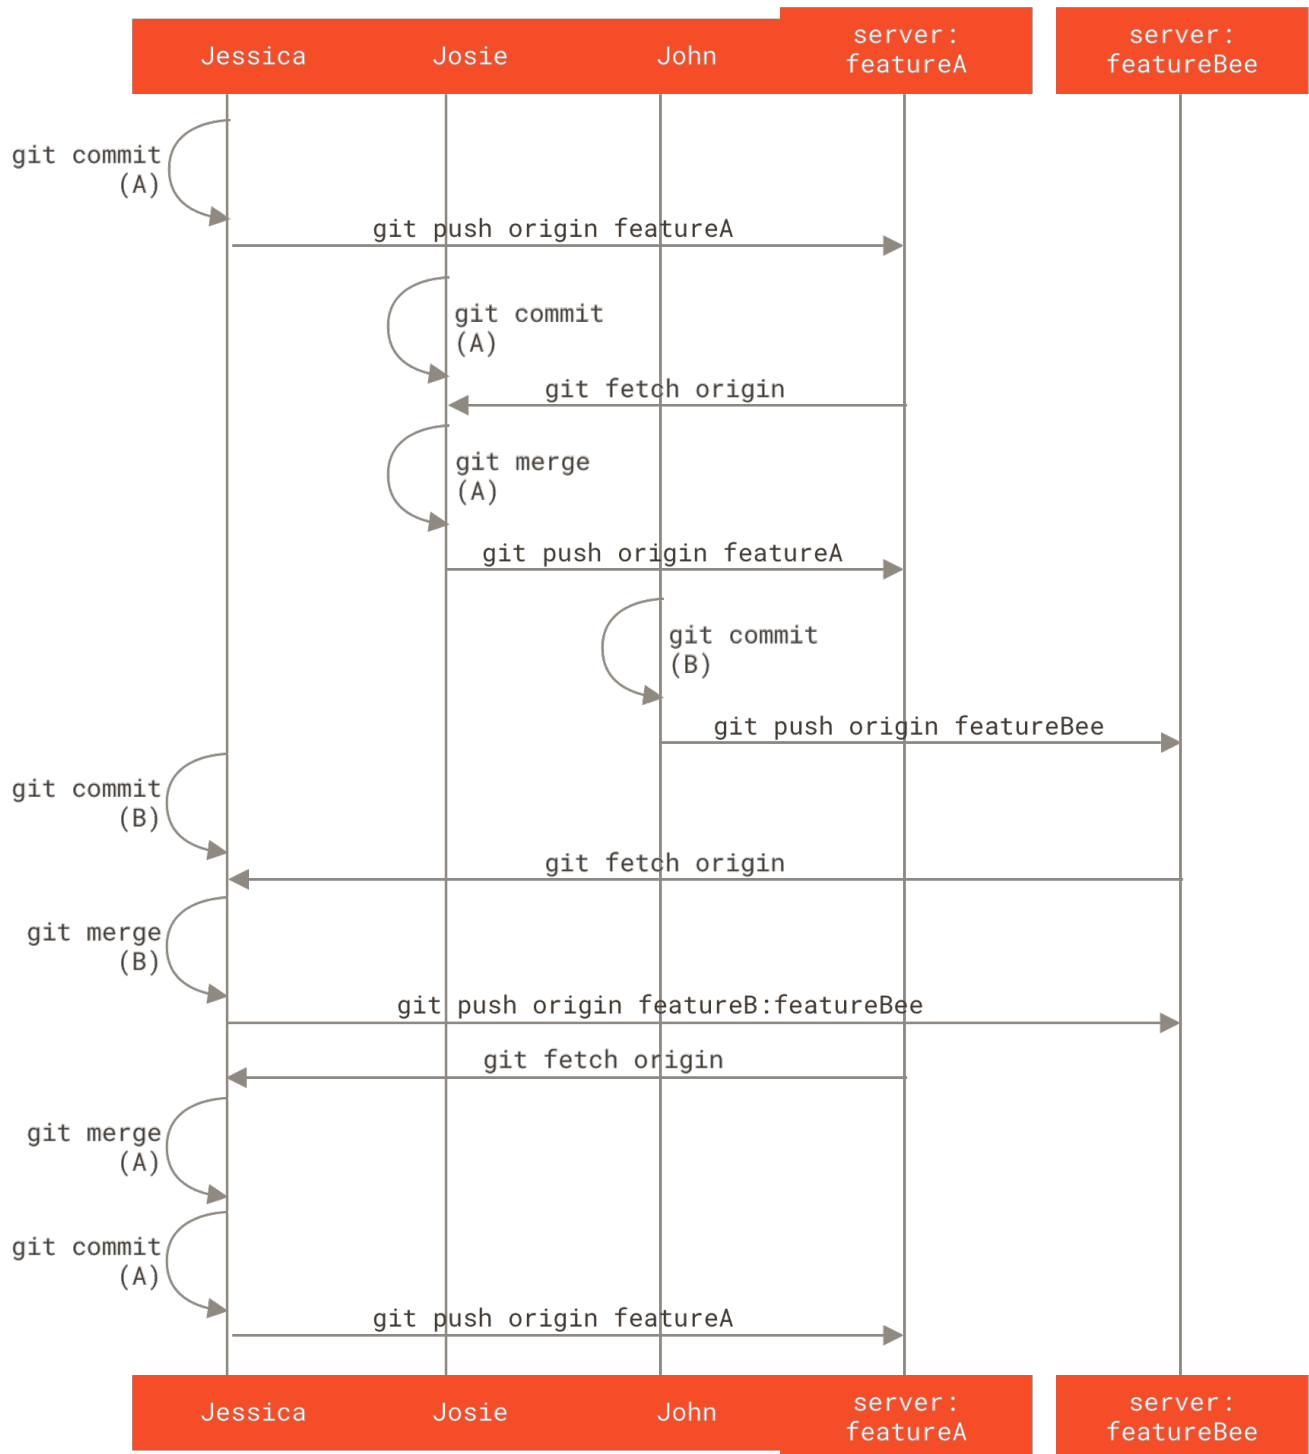 Jessica
Josie
John
server:
featureA
server:
featureBee
git commit
(A)
git push origin featureA
git commit
(A)
git fetch origin
git merge
(A)
git push origin featureA
git commit
(B)
git push origin featureBee
git commit
(B)
git fetch origin
git merge
(B)
git push origin featureB:featureBee
git fetch origin
git merge
(A)
git commit
(A)
git push origin featureA
Jessica
Josie
John
server:
featureA
server:
featureBee